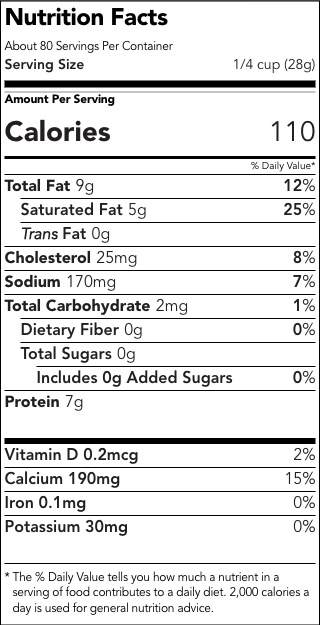 Nutrition Facts
About 80 Servings Per Container
Serving Size 1/4 cup (28g)
Amount Per Serving
Calories 110
% Daily Value*
Total Fat 9g 12%
Saturated Fat 5g 25%
Trans Fat 0g
Cholesterol 25mg 8%
Sodium 170mg 7%
Total Carbohydrate 2mg 1%
Dietary Fiber 0g 0%
Total Sugars 0g
Includes 0g Added Sugars 0%
Protein 7g
Vitamin D 0.2mcg 2%
Calcium 190mg 15%
Iron 0.1mg 0%
Potassium 30mg 0%
* The % Daily Value tells you how much a nutrient in a
serving of food contributes to a daily diet. 2,000 calories a
day is used for general nutrition advice.